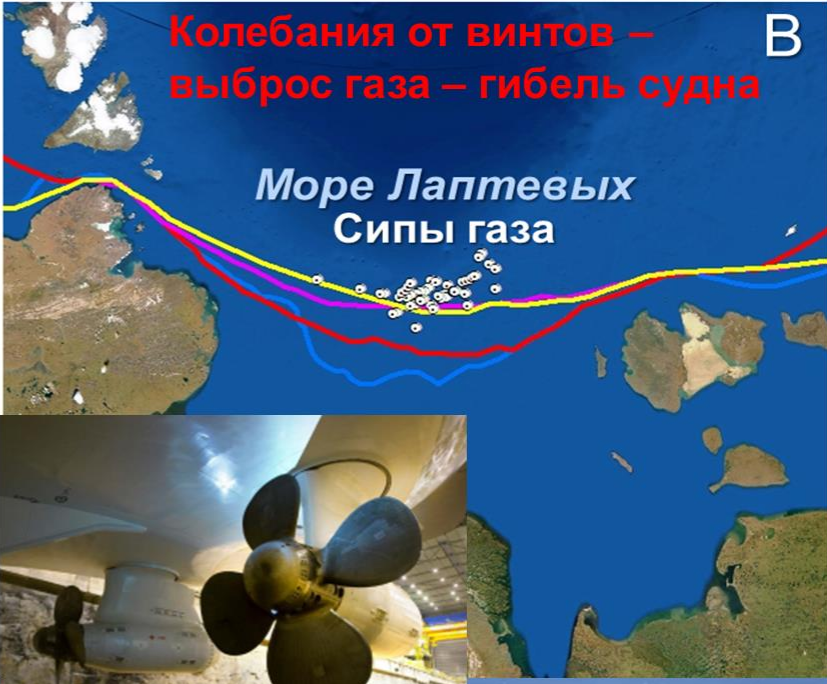 Колебания от винтов –
выброс газа – гибель судна
В
Море Лаптевых
Сипы газа